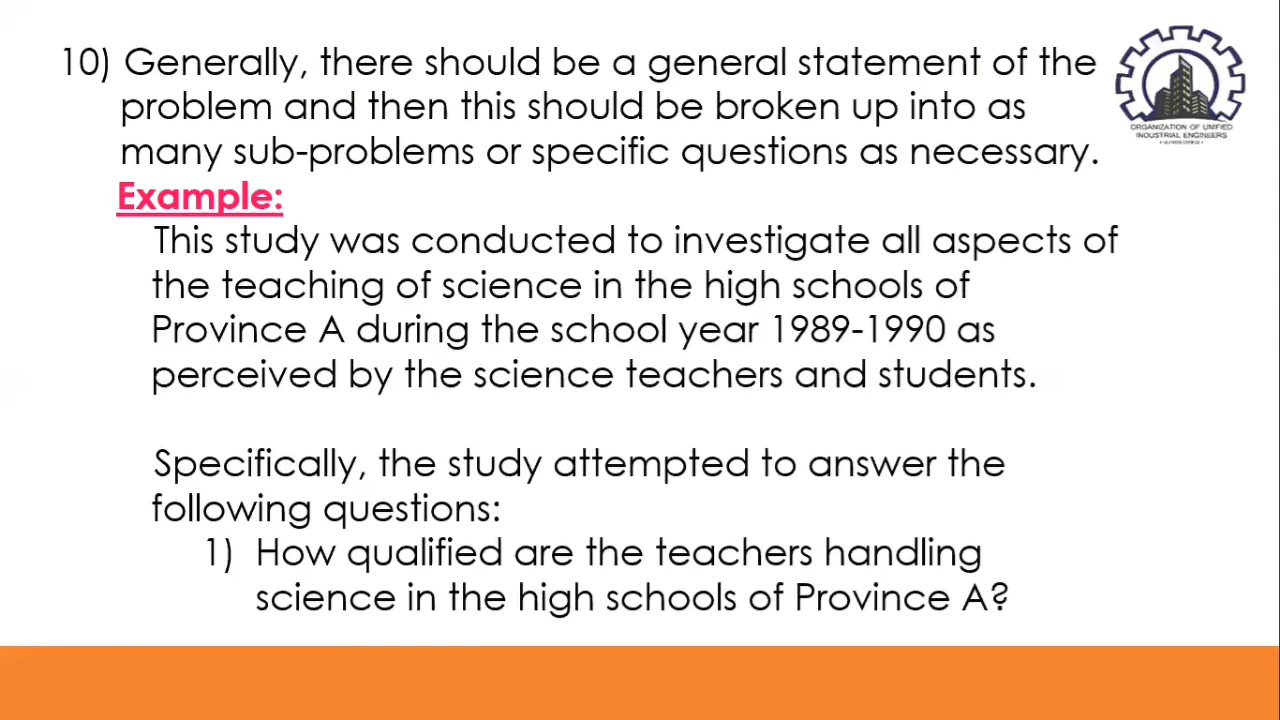 10) Generally, there should be a general statement of the
problem and then this should be broken up into as
many sub-problems or specific questions as necessary.
Example:
This study was conducted to investigate all aspects of
the teaching of science in the high schools of
Province A during the school year 1989-1990 as
perceived by the science teachers and students.
Specifically, the study attempted to answer the
following questions:
1) How qualified are the teachers handling
science in the high schools of Province A?
ORGANIZATION OF UNIFIED
INDUSTRIAL ENGINEERS